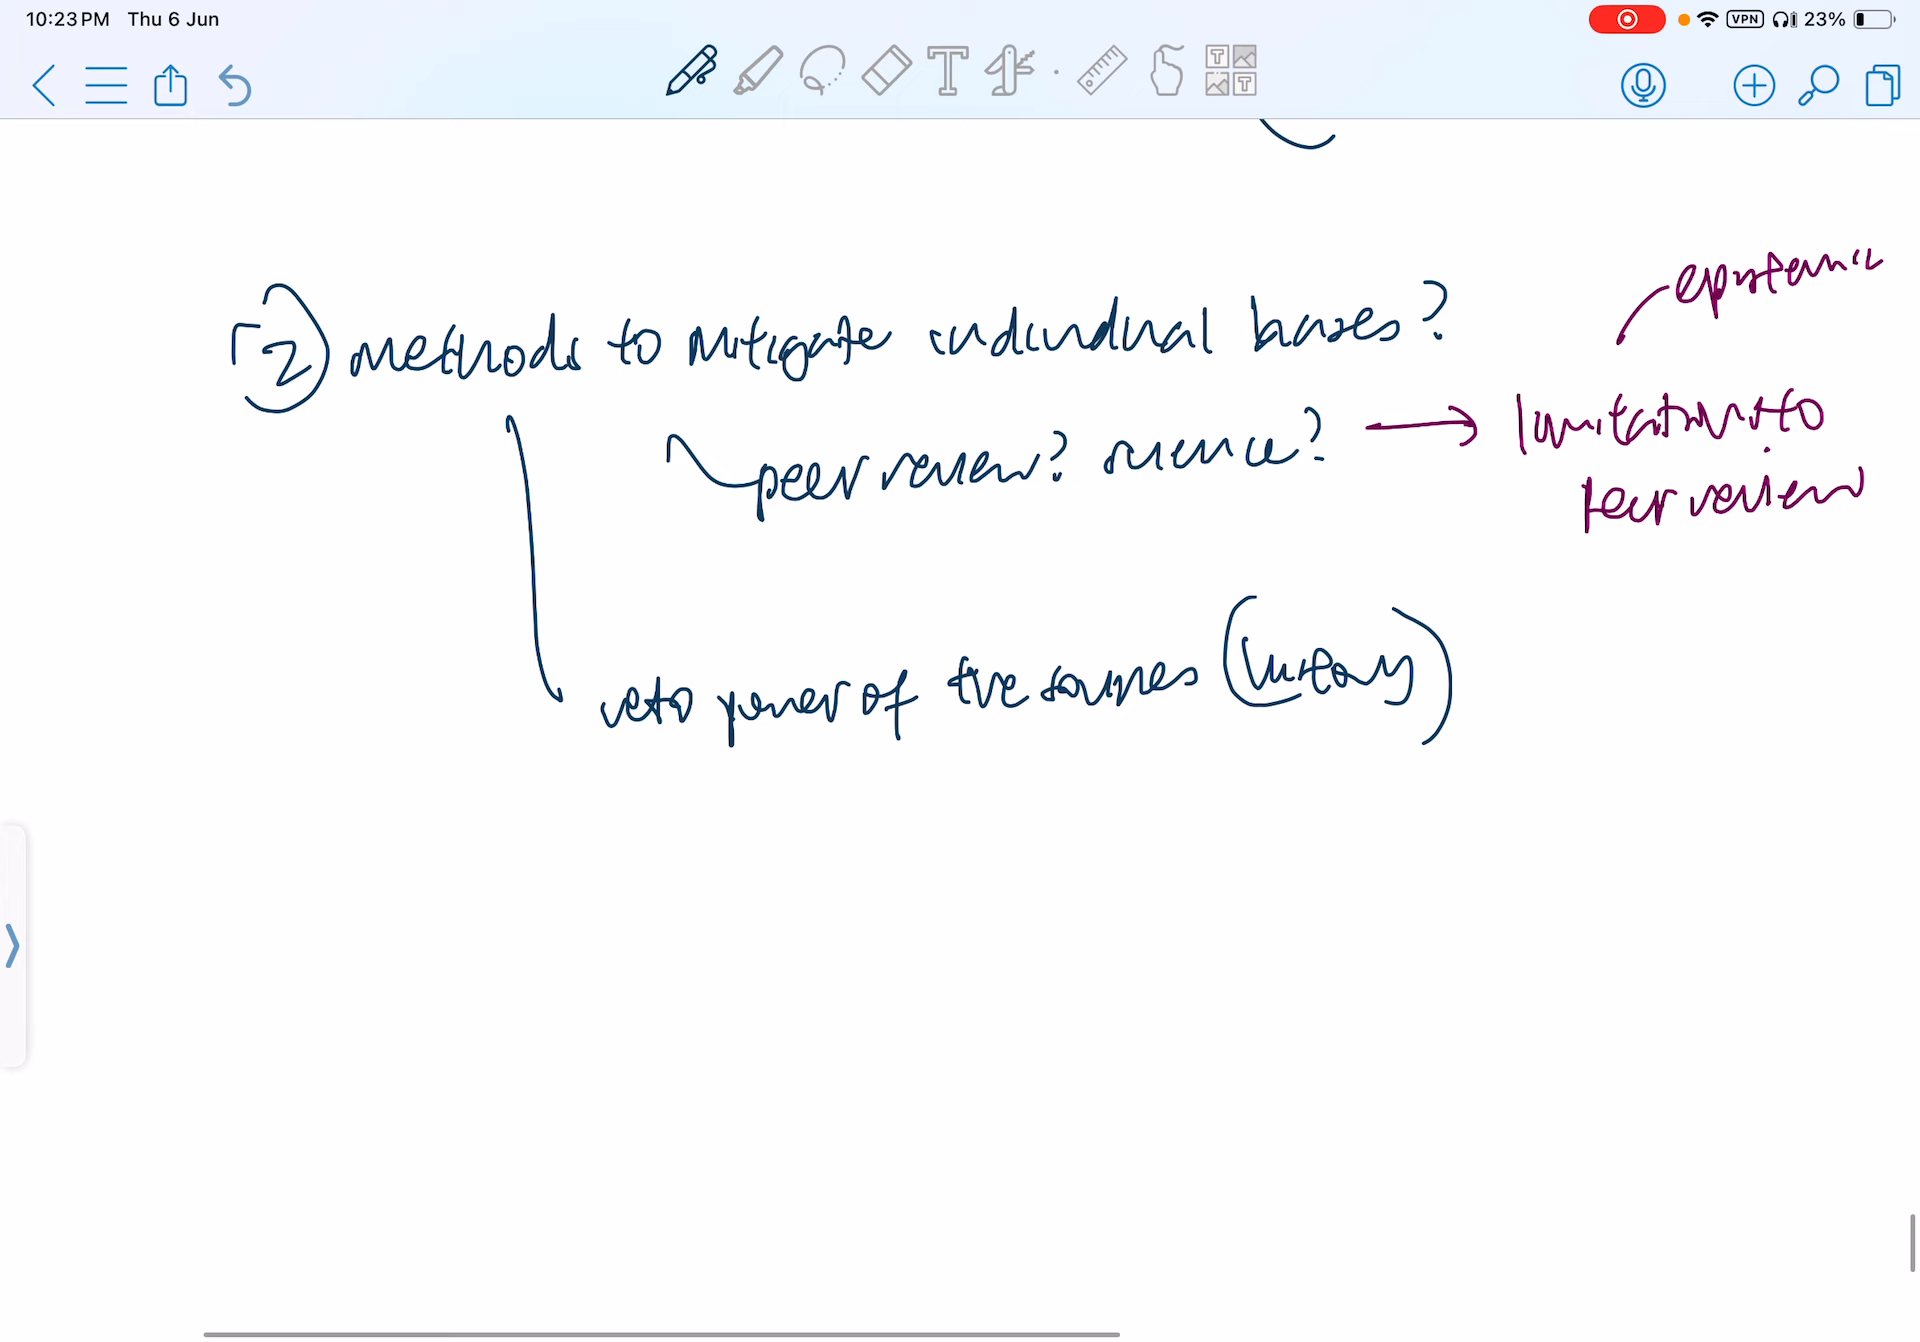 10:23 PM Thu 6 Jun
VPN
23%
epistemic
2) methods to mitigate individual biases?
peer review? science?
limitations to
peer review
veto power of the sources (history)